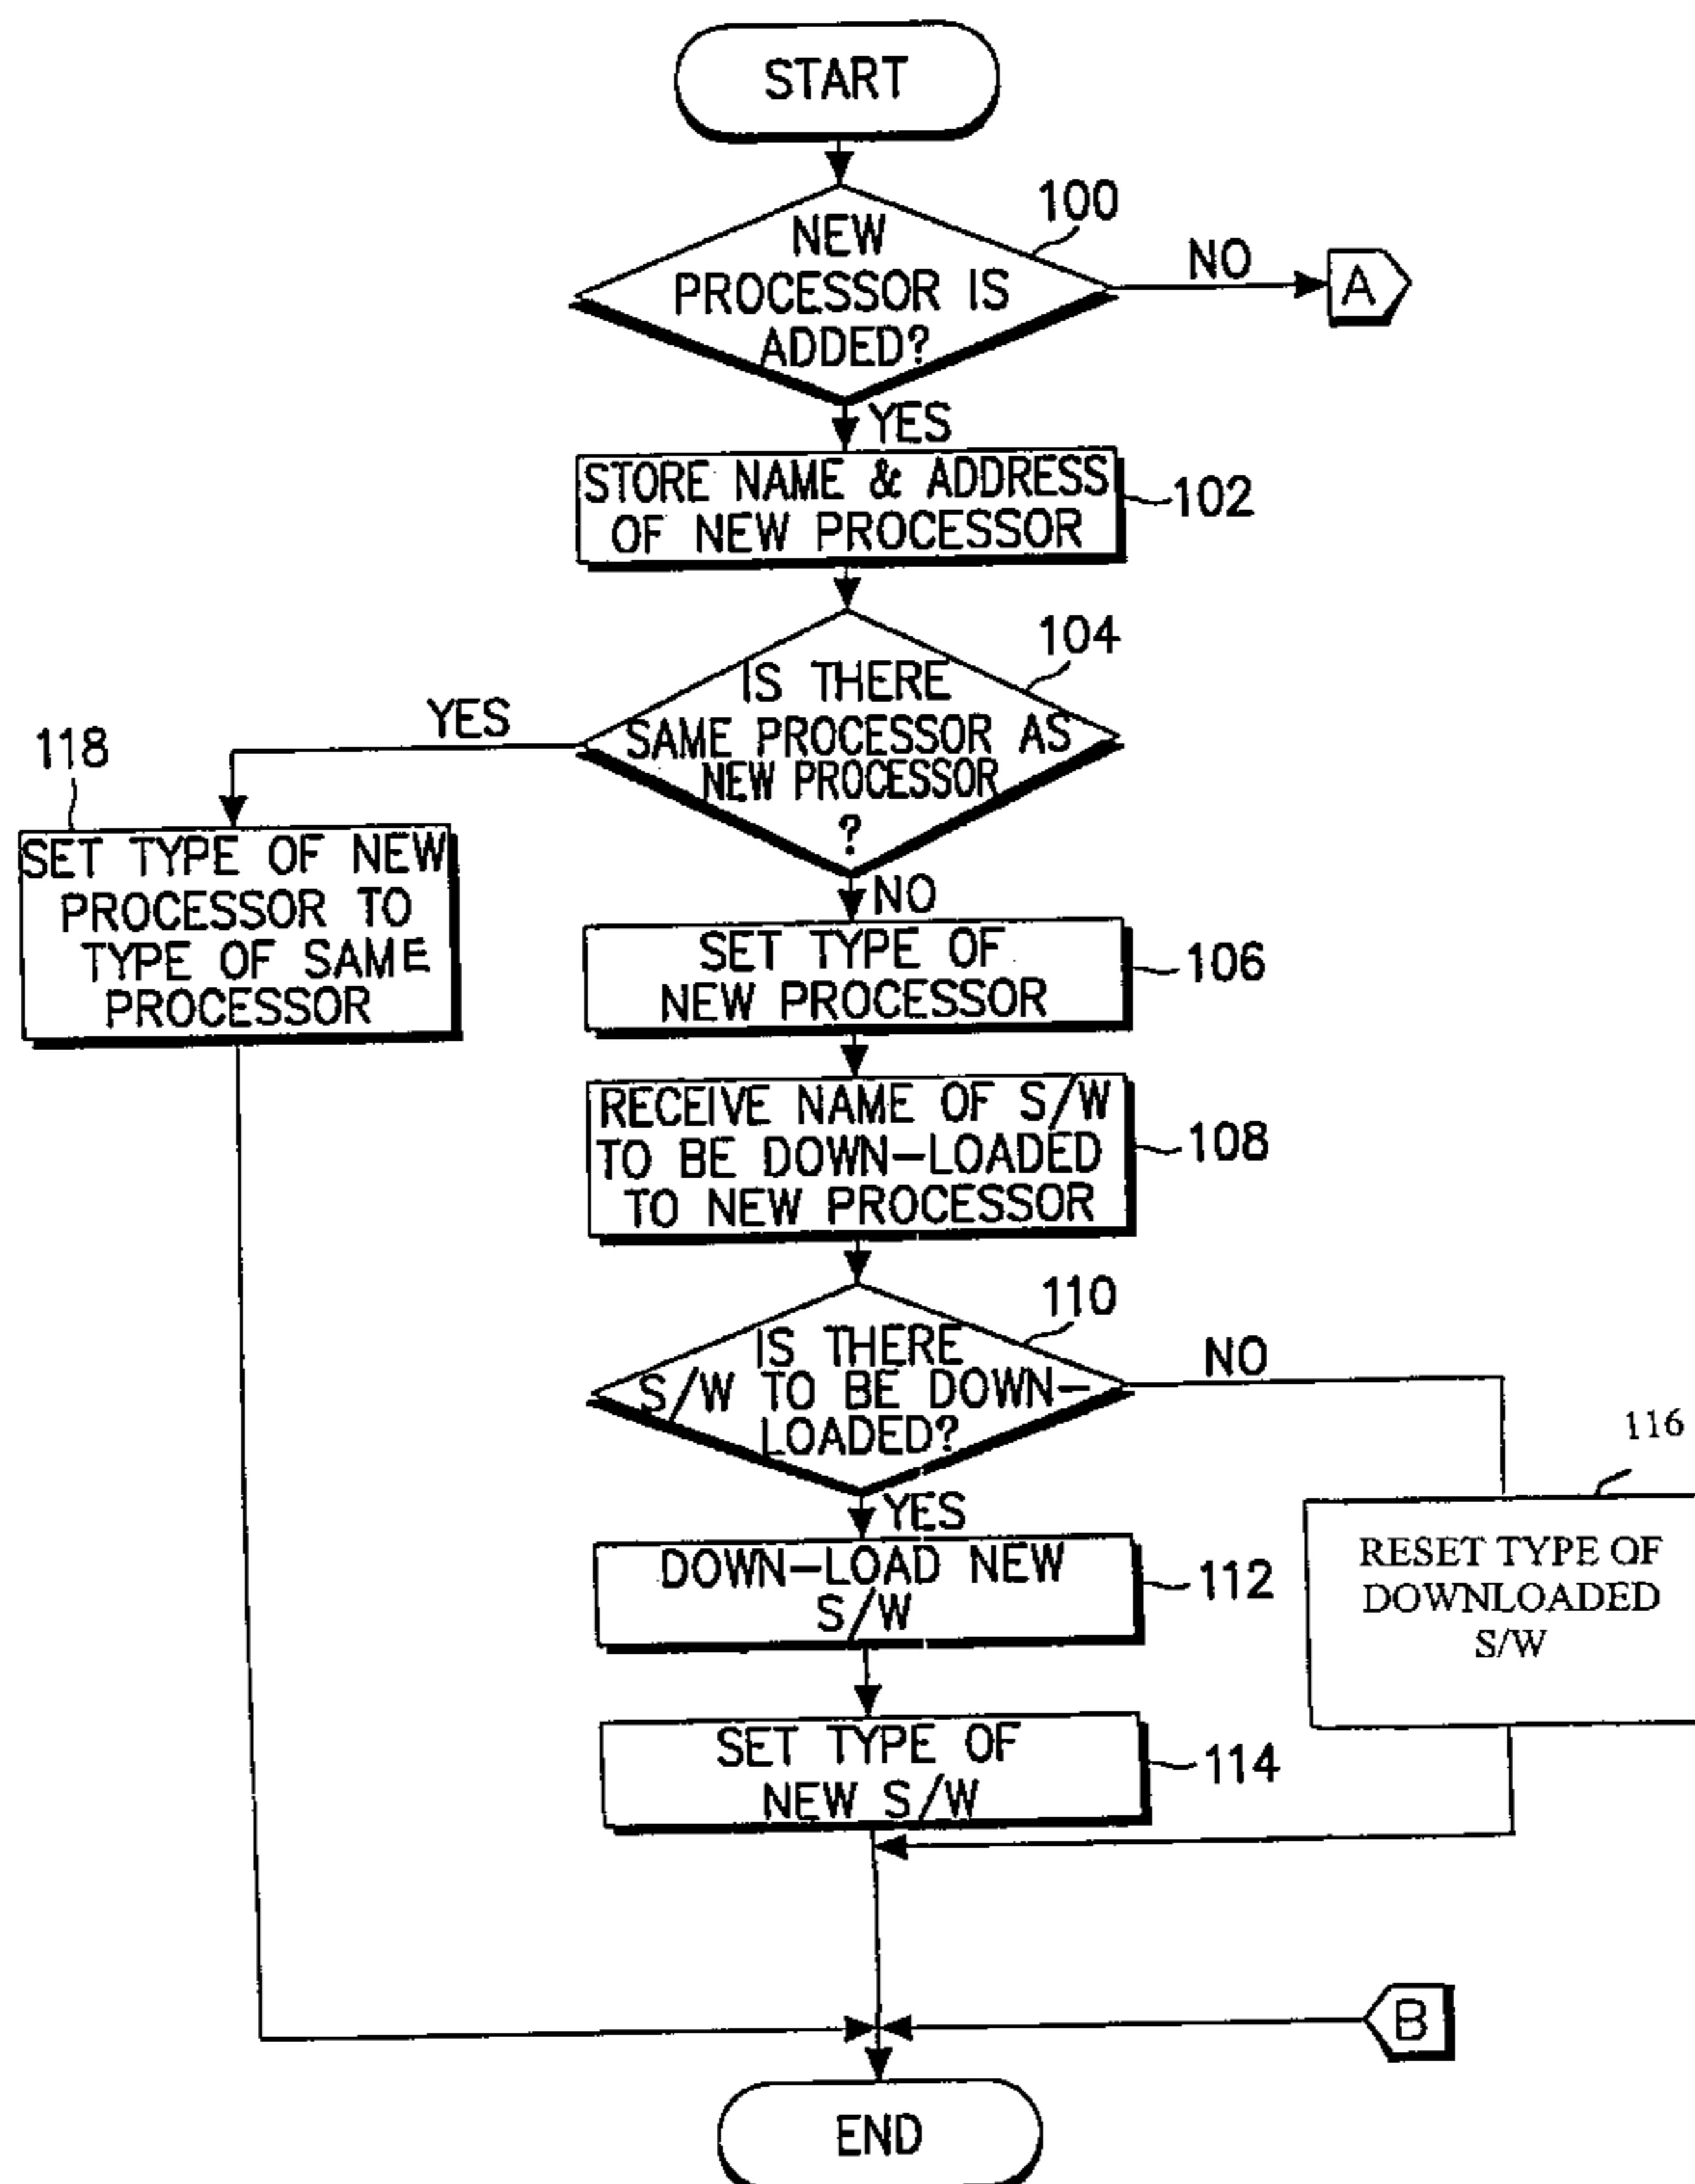 START
100
NEW
PROCESSOR IS
ADDED?
NO
A
YES
STORE NAME & ADDRESS
OF NEW PROCESSOR
102
104
IS THERE
SAME PROCESSOR AS
NEW PROCESSOR
?
YES
118
SET TYPE OF NEW
PROCESSOR TO
TYPE OF SAME
PROCESSOR
NO
SET TYPE OF
NEW PROCESSOR
106
RECEIVE NAME OF S/W
TO BE DOWN-LOADED
TO NEW PROCESSOR
108
110
IS THERE
S/W TO BE DOWN-
LOADED?
NO
116
RESET TYPE OF
DOWNLOADED
S/W
YES
DOWN-LOAD NEW
S/W
112
SET TYPE OF
NEW S/W
114
B
END